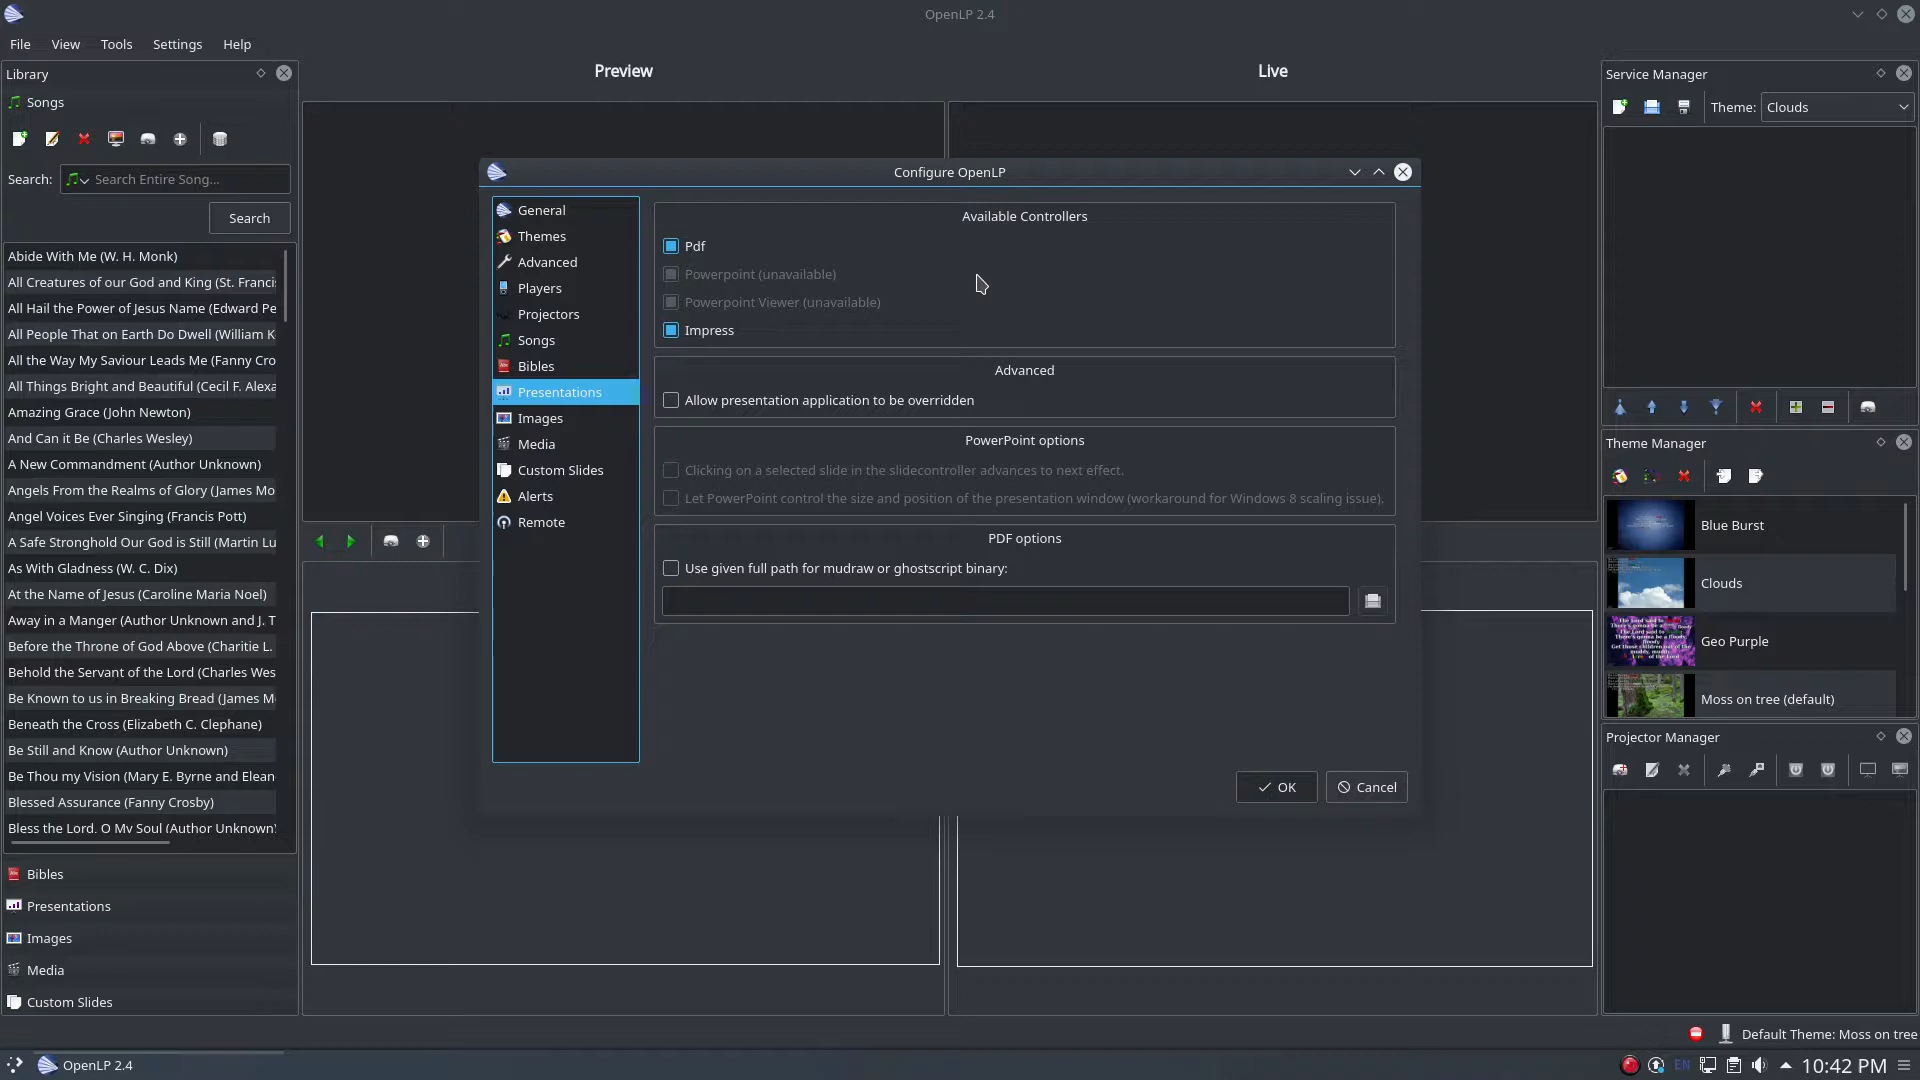 OpenLP 2.4
File View Tools Settings Help
Library
Songs
Search: Search Entire Song...
Search
Abide With Me (W. H. Monk)
All Creatures of our God and King (St. Franci
All Hail the Power of Jesus Name (Edward Pe
All People That on Earth Do Dwell (William K
All the Way My Saviour Leads Me (Fanny Cro
All Things Bright and Beautiful (Cecil F. Alexa
Amazing Grace (John Newton)
And Can it Be (Charles Wesley)
A New Commandment (Author Unknown)
Angels From the Realms of Glory (James Mo
Angel Voices Ever Singing (Francis Pott)
A Safe Stronghold Our God is Still (Martin Lu
As With Gladness (W. C. Dix)
At the Name of Jesus (Caroline Maria Noel)
Away in a Manger (Author Unknown and J. T
Before the Throne of God Above (Charitie L.
Behold the Servant of the Lord (Charles Wes
Be Known to us in Breaking Bread (James M
Beneath the Cross (Elizabeth C. Clephane)
Be Still and Know (Author Unknown)
Be Thou my Vision (Mary E. Byrne and Elean
Blessed Assurance (Fanny Crosby)
Bless the Lord, O My Soul (Author Unknown)
Bibles
Presentations
Images
Media
Custom Slides
Preview
Live
Configure OpenLP
General
Themes
Advanced
Players
Projectors
Songs
Bibles
Presentations
Images
Media
Custom Slides
Alerts
Remote
Available Controllers
Pdf
Powerpoint (unavailable)
Powerpoint Viewer (unavailable)
Impress
Advanced
Allow presentation application to be overridden
PowerPoint options
Clicking on a selected slide in the slidecontroller advances to next effect.
Let PowerPoint control the size and position of the presentation window (workaround for Windows 8 scaling issue).
PDF options
Use given full path for mudraw or ghostscript binary:
OK
Cancel
Service Manager
Theme: Clouds
Theme Manager
Blue Burst
Clouds
Geo Purple
Moss on tree (default)
Projector Manager
Default Theme: Moss on tree
OpenLP 2.4
EN
10:42 PM